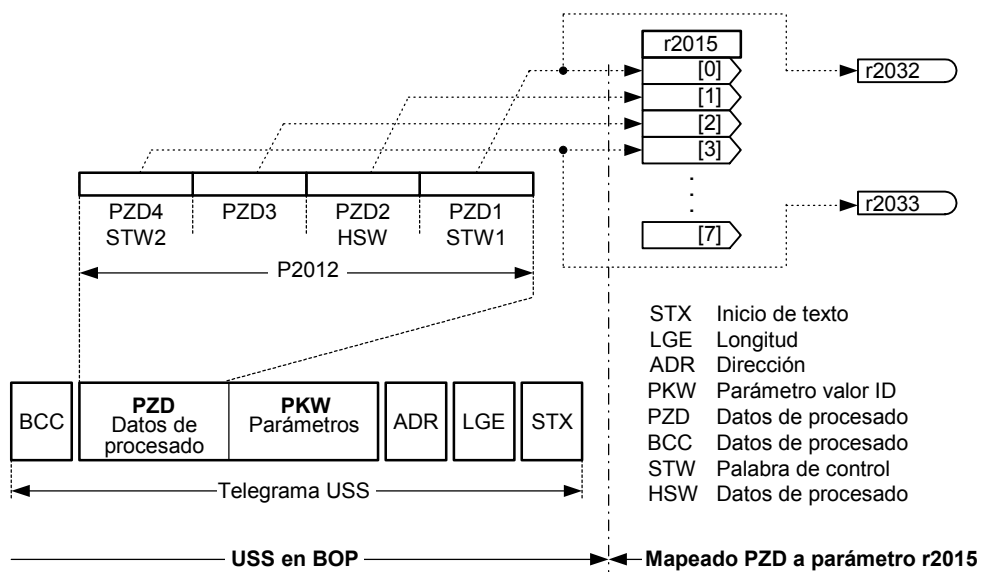 r2015
[0]
r2032
[1]
[2]
[3]
PZD4 PZD3 PZD2 PZD1
STW2 HSW STW1
r2033
[7]
P2012
STX Inicio de texto
LGE Longitud
ADR Dirección
PKW Parámetro valor ID
PZD Datos de procesado
BCC Datos de procesado
STW Palabra de control
HSW Datos de procesado
BCC
PZD
Datos de
procesado
PKW
Parámetros
ADR
LGE
STX
Telegrama USS
USS en BOP
Mapeado PZD a parámetro r2015